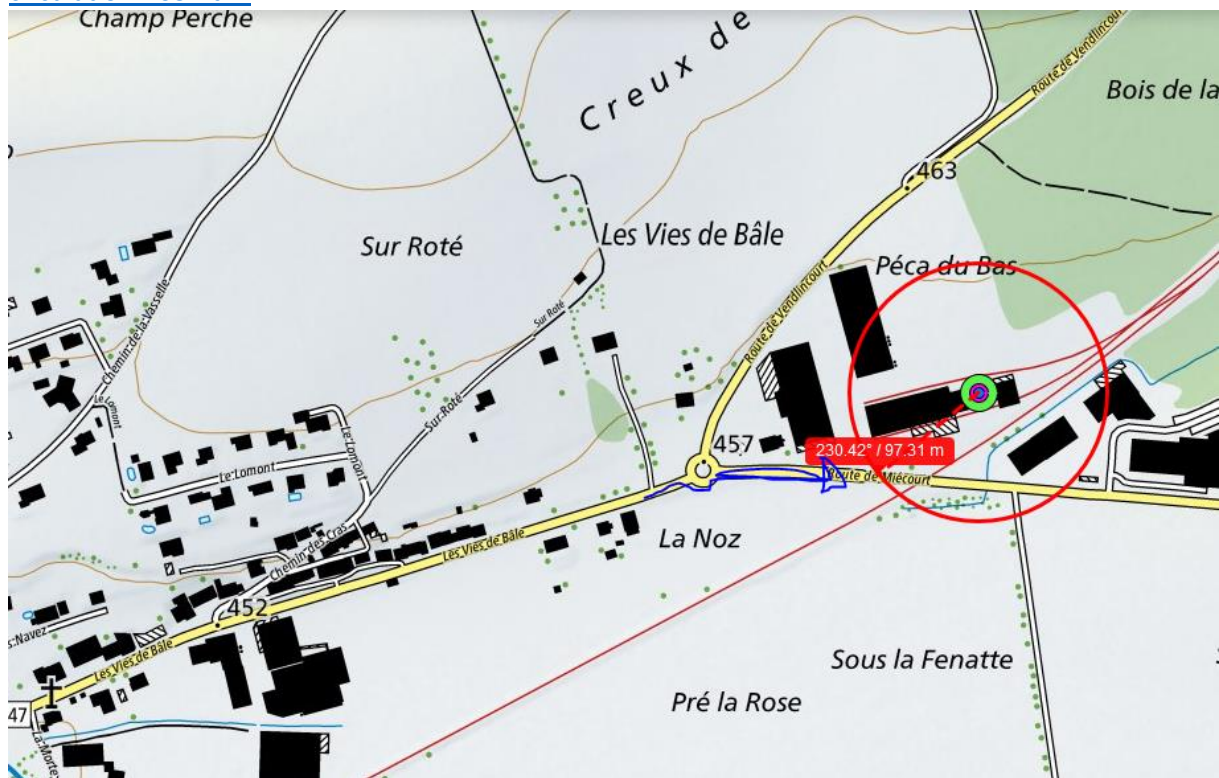 Champ Perche
Creux de
Route de Vendlincourt
Bois de la
463
Sur Roté
Les Vies de Bâle
Péca du Bas
Chemin de la Vasselle
Route de Vendlincourt
Sur Roté
Le Lomont
Sur Roté
Le Lomont
Le Lomont
457
230.42° / 97.31 m
Route de Miécourt
Chemin des Cras
Les Vies de Bâle
La Noz
452
Navez
Les Vies de Bâle
Sous la Fenatte
Pré la Rose
47